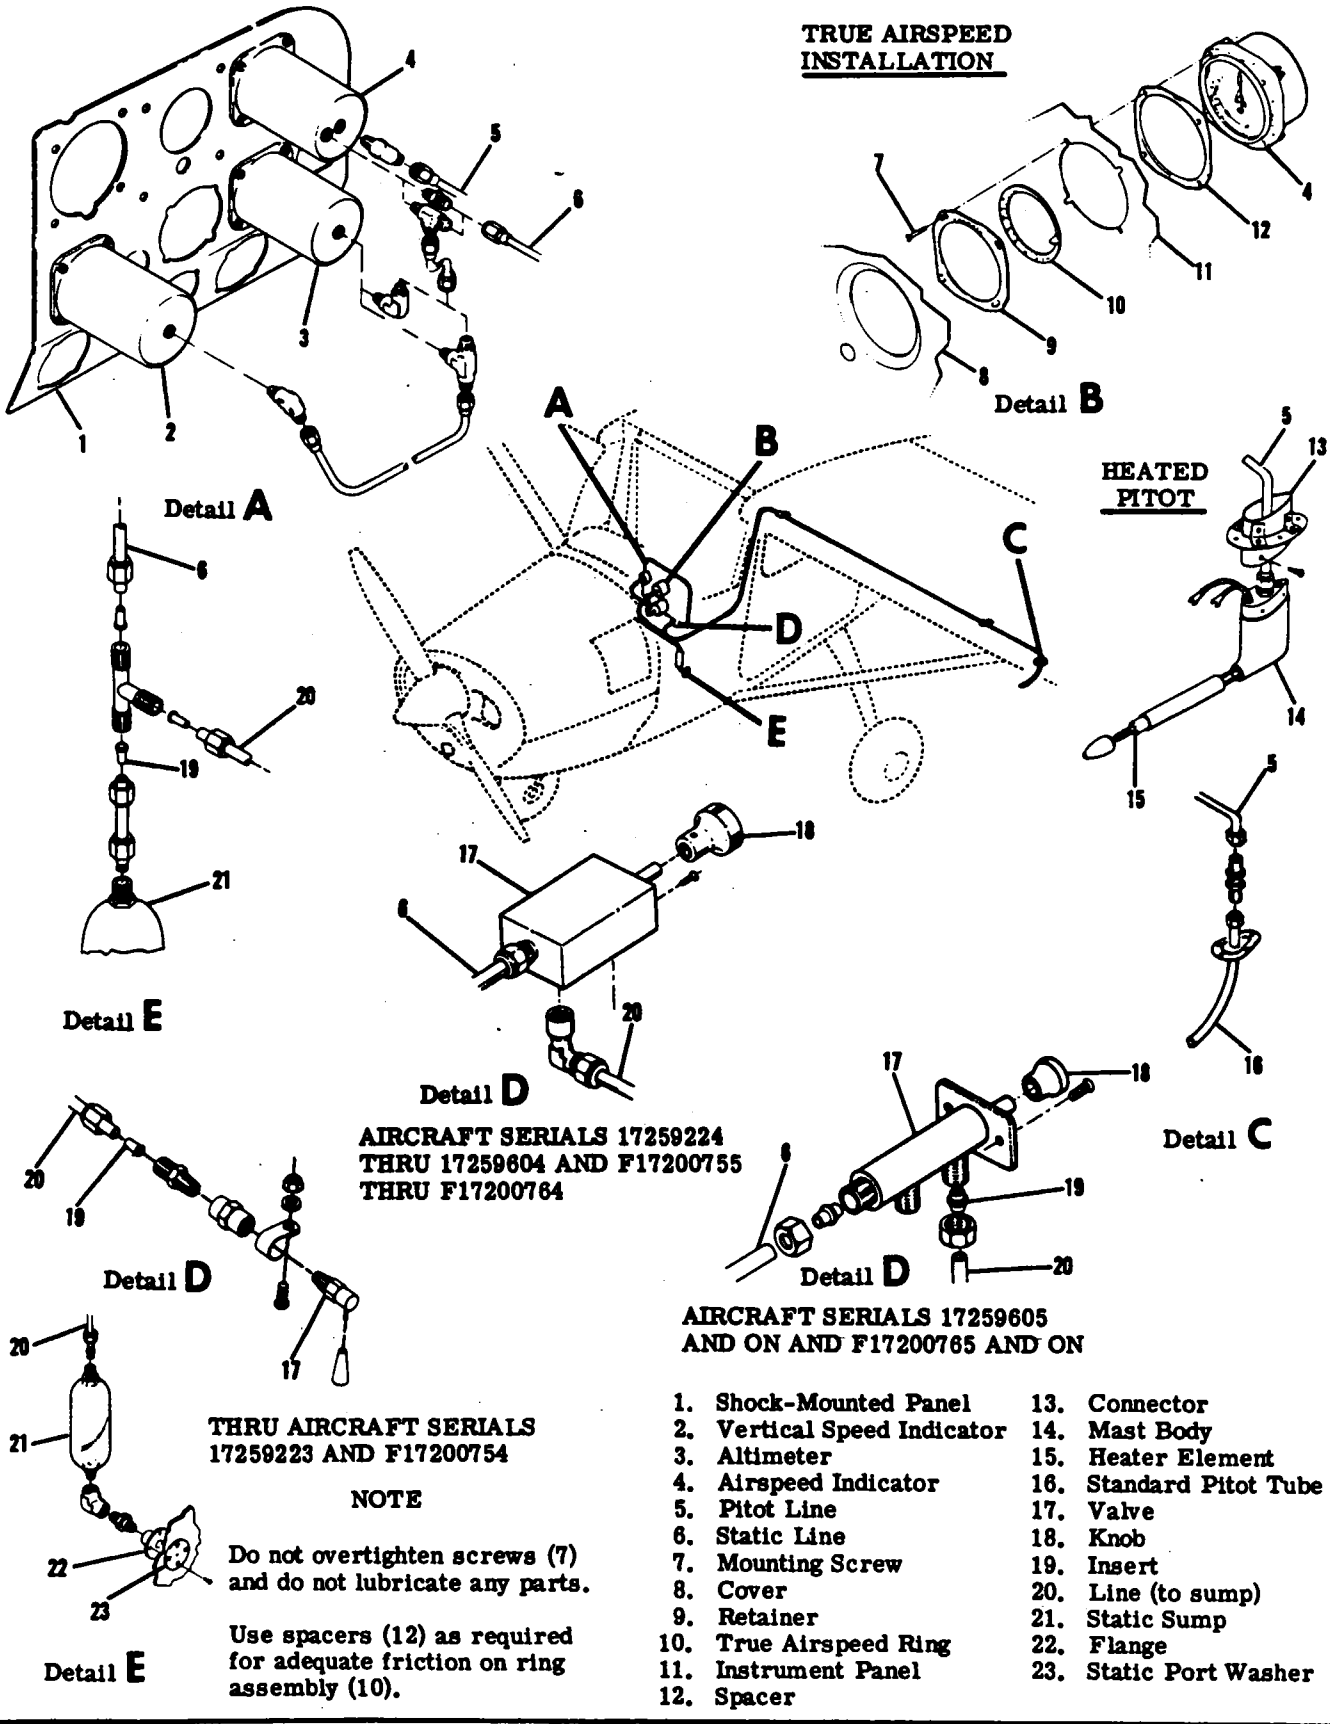 4
5
6
3
1
2
Detail A
TRUE AIRSPEED
INSTALLATION
7
4
12
11
10
9
8
Detail B
A
B
C
D
E
HEATED
PITOT
5
13
14
15
5
16
Detail C
6
20
19
21
Detail E
17
18
6
20
Detail D
AIRCRAFT SERIALS 17259224
THRU 17259604 AND F17200755
THRU F17200764
20
19
Detail D
17
20
21
22
23
Detail E
THRU AIRCRAFT SERIALS
17259223 AND F17200754
NOTE
Do not overtighten screws (7)
and do not lubricate any parts.
Use spacers (12) as required
for adequate friction on ring
assembly (10).
17
18
6
19
20
Detail D
AIRCRAFT SERIALS 17259605
AND ON AND F17200765 AND ON
1. Shock-Mounted Panel
2. Vertical Speed Indicator
3. Altimeter
4. Airspeed Indicator
5. Pitot Line
6. Static Line
7. Mounting Screw
8. Cover
9. Retainer
10. True Airspeed Ring
11. Instrument Panel
12. Spacer
13. Connector
14. Mast Body
15. Heater Element
16. Standard Pitot Tube
17. Valve
18. Knob
19. Insert
20. Line (to sump)
21. Static Sump
22. Flange
23. Static Port Washer